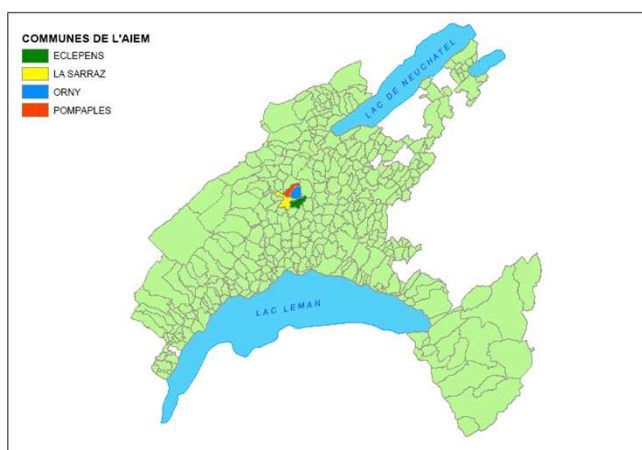 COMMUNES DE L'AIEM
ECLEPENS
LA SARRAZ
ORNY
POMPAPLES
LAC DE NEUCHATEL
LAC LEMAN